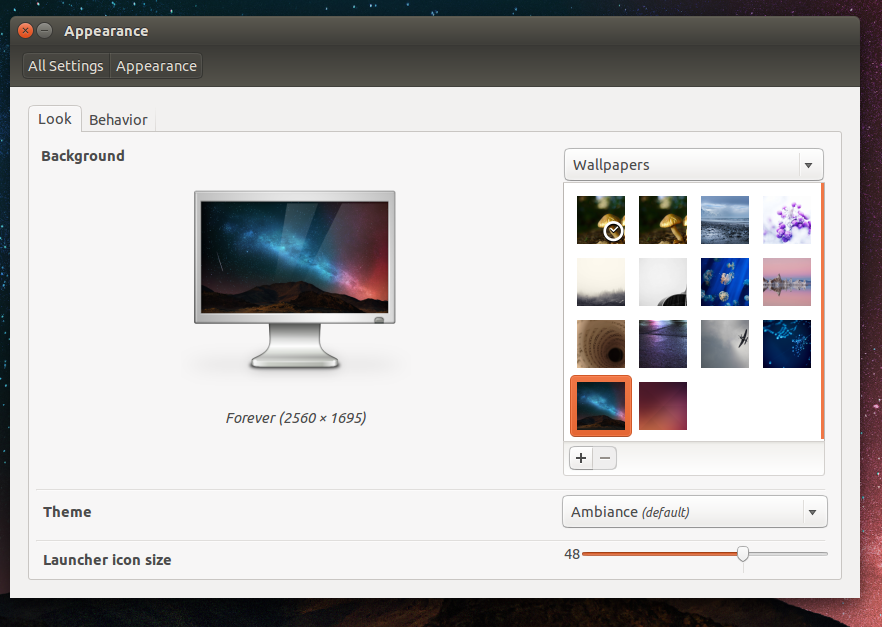 Appearance
All Settings Appearance
Look Behavior
Background
Wallpapers
Forever (2560 × 1695)
Theme
Ambiance (default)
Launcher icon size
48